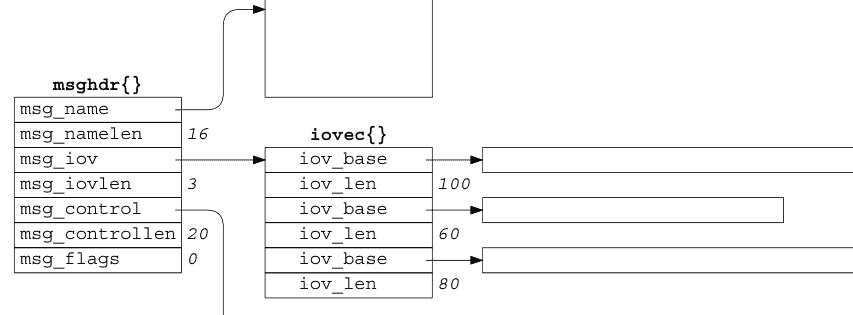 msghdr{}
msg_name
msg_namelen 16
msg_iov
msg_iovlen 3
msg_control
msg_controllen 20
msg_flags 0
iovec{}
iov_base
iov_len 100
iov_base
iov_len 60
iov_base
iov_len 80